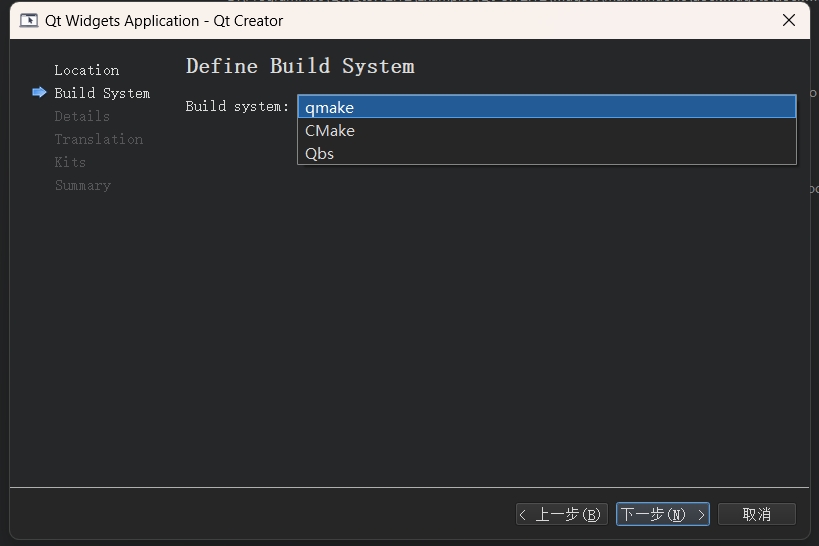 Qt Widgets Application - Qt Creator
Location
Build System
Details
Translation
Kits
Summary
Define Build System
Build system:
qmake
CMake
Qbs
< 上一步(B)
下一步(N) >
取消